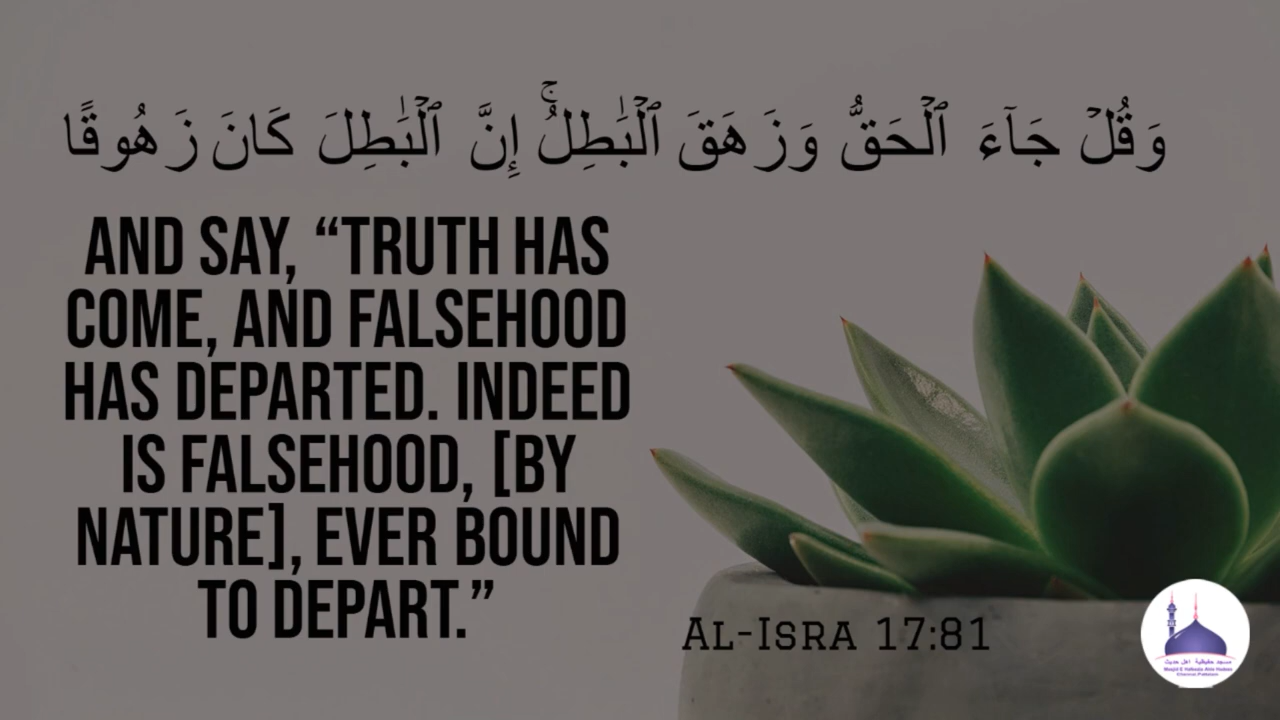 وَقُلۡ جَآءَ ٱلۡحَقُّ وَزَهَقَ ٱلۡبَٰطِلُۚ إِنَّ ٱلۡبَٰطِلَ كَانَ زَهُوقٗا
AND SAY, “TRUTH HAS
COME, AND FALSEHOOD
HAS DEPARTED. INDEED
IS FALSEHOOD, [BY
NATURE], EVER BOUND
TO DEPART.”
AL-ISRA 17:81